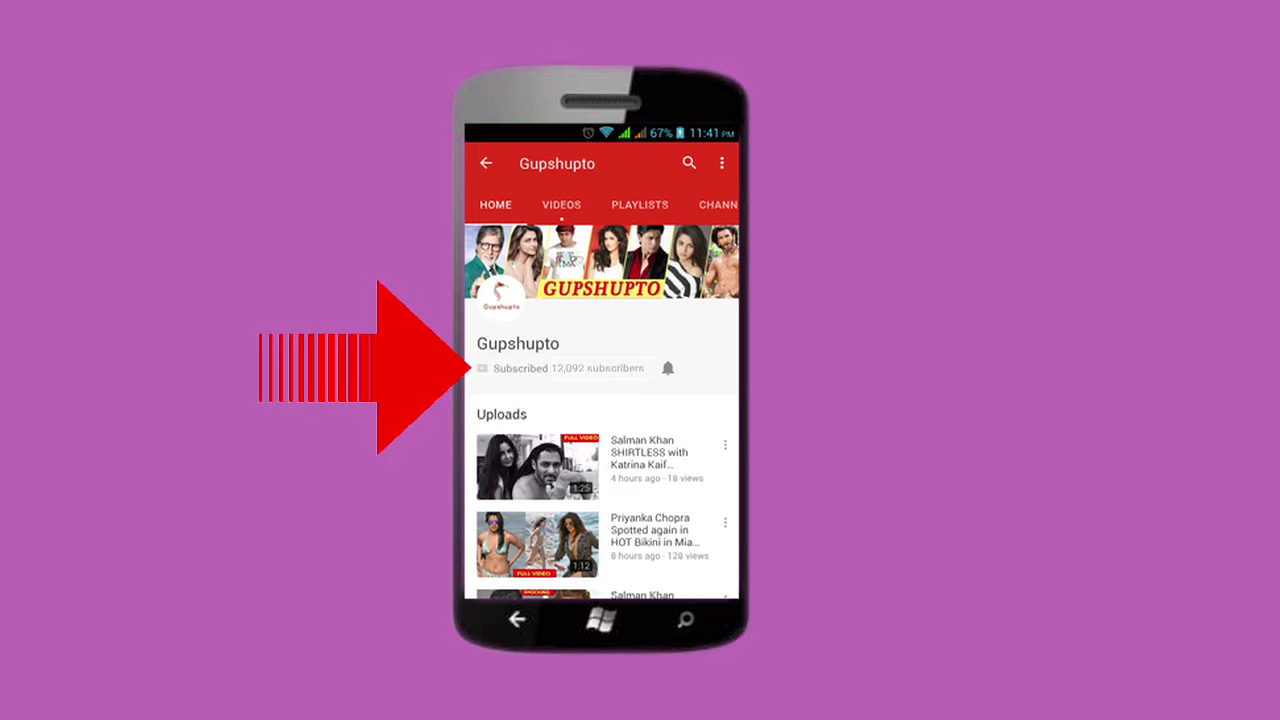 67% 11:41 PM
Gupshupto
HOME VIDEOS PLAYLISTS CHANN
GUPSHUPTO
Gupshupto
Gupshupto
Subscribed 12,092 subscribers
Uploads
FULL VIDEO
1:25
Salman Khan
SHIRTLESS with
Katrina Kaif...
4 hours ago · 18 views
FULL VIDEO
1:12
Priyanka Chopra
Spotted again in
HOT Bikini in Mia...
8 hours ago · 128 views
SHOCKING
Salman Khan